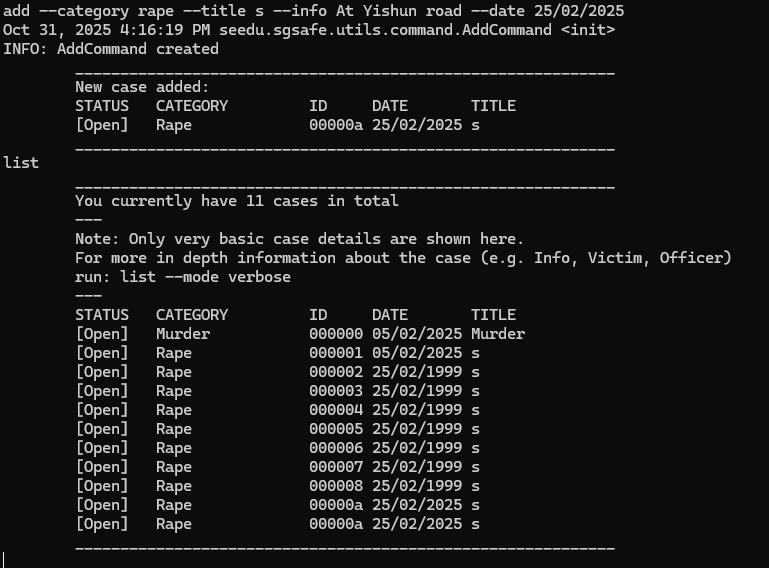 add --category rape --title s --info At Yishun road --date 25/02/2025
Oct 31, 2025 4:16:19 PM seedu.sgsafe.utils.command.AddCommand <init>
INFO: AddCommand created
____________________________________________________________
New case added:
STATUS   CATEGORY         ID     DATE       TITLE
[Open]   Rape             00000a 25/02/2025 s
____________________________________________________________
list
____________________________________________________________
You currently have 11 cases in total
---
Note: Only very basic case details are shown here.
For more in depth information about the case (e.g. Info, Victim, Officer)
run: list --mode verbose
---
STATUS   CATEGORY         ID     DATE       TITLE
[Open]   Murder           000000 05/02/2025 Murder
[Open]   Rape             000001 05/02/2025 s
[Open]   Rape             000002 25/02/1999 s
[Open]   Rape             000003 25/02/1999 s
[Open]   Rape             000004 25/02/1999 s
[Open]   Rape             000005 25/02/1999 s
[Open]   Rape             000006 25/02/1999 s
[Open]   Rape             000007 25/02/1999 s
[Open]   Rape             000008 25/02/1999 s
[Open]   Rape             00000a 25/02/2025 s
[Open]   Rape             00000a 25/02/2025 s
____________________________________________________________